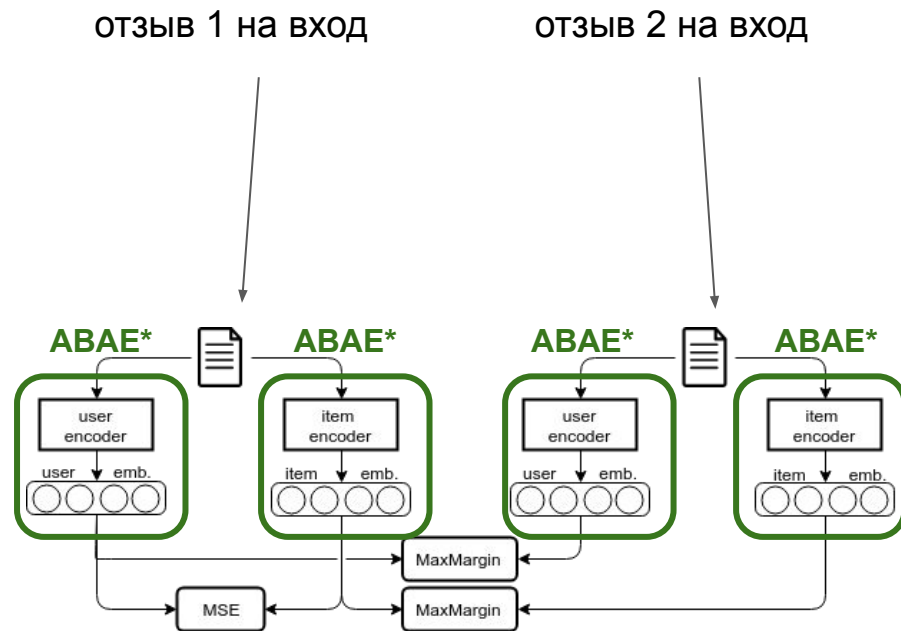 отзыв 1 на вход
отзыв 2 на вход
ABAE*
ABAE*
ABAE*
ABAE*
user
encoder
item
encoder
user
encoder
item
encoder
user emb.
item emb.
user emb.
item emb.
MaxMargin
MSE
MaxMargin